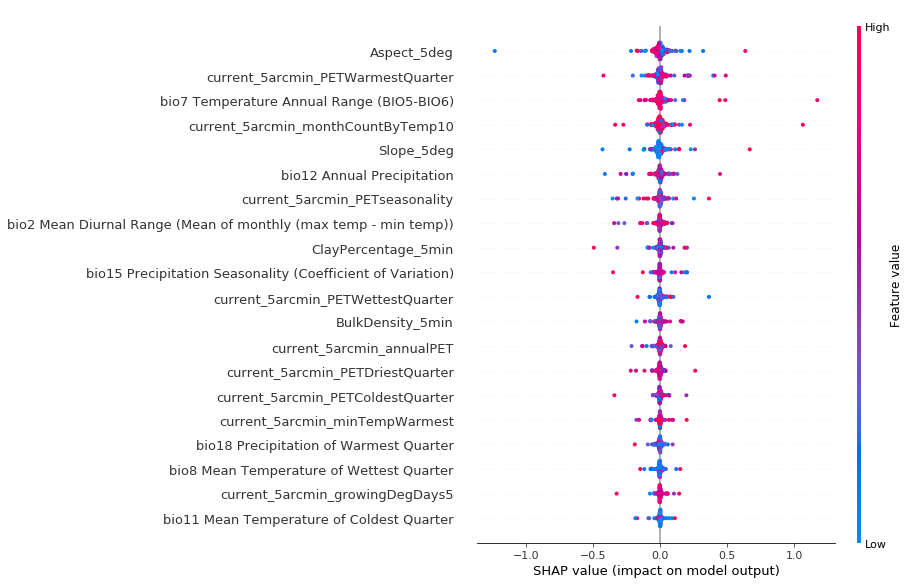 High
Aspect_5deg
current_5arcmin_PETWarmestQuarter
bio7 Temperature Annual Range (BIO5-BIO6)
current_5arcmin_monthCountByTemp10
Slope_5deg
bio12 Annual Precipitation
current_5arcmin_PETseasonality
bio2 Mean Diurnal Range (Mean of monthly (max temp - min temp))
ClayPercentage_5min
bio15 Precipitation Seasonality (Coefficient of Variation)
current_5arcmin_PETWettestQuarter
BulkDensity_5min
current_5arcmin_annualPET
current_5arcmin_PETDriestQuarter
current_5arcmin_PETColdestQuarter
current_5arcmin_minTempWarmest
bio18 Precipitation of Warmest Quarter
bio8 Mean Temperature of Wettest Quarter
current_5arcmin_growingDegDays5
bio11 Mean Temperature of Coldest Quarter
Feature value
Low
−1.0 −0.5 0.0 0.5 1.0
SHAP value (impact on model output)